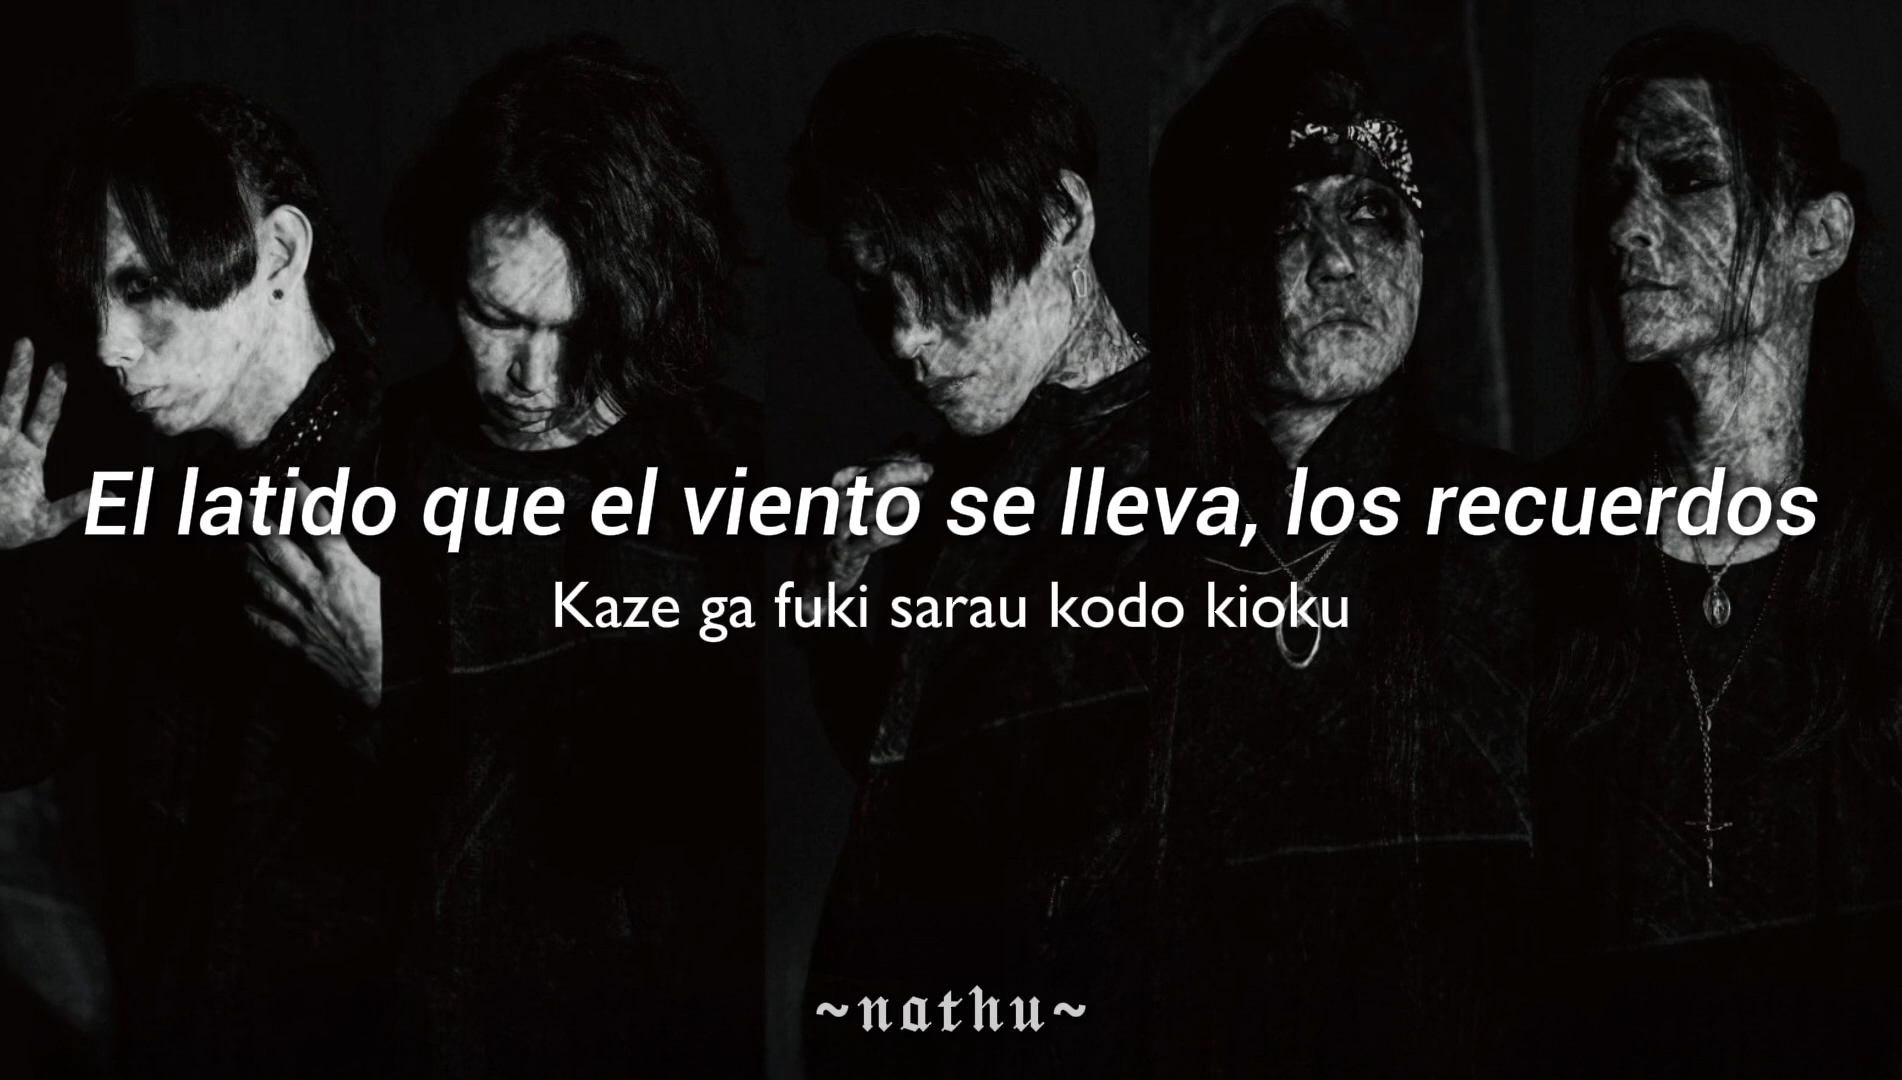 El latido que el viento se lleva, los recuerdos
Kaze ga fuki sarau kodo kioku
~nathu~